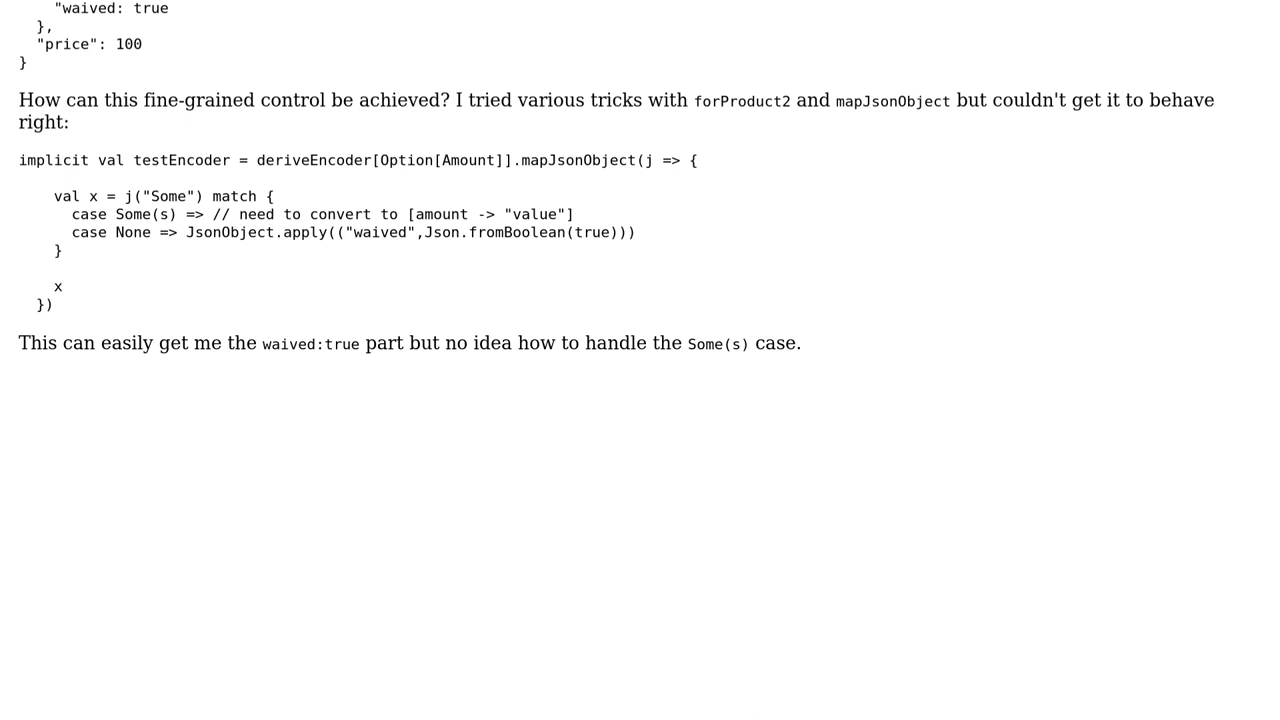 "waived: true
},
"price": 100
}
How can this fine-grained control be achieved? I tried various tricks with forProduct2 and mapJsonObject but couldn't get it to behave
right:
implicit val testEncoder = deriveEncoder[Option[Amount]].mapJsonObject(j => {
val x = j("Some") match {
case Some(s) => // need to convert to [amount -> "value"]
case None => JsonObject.apply(("waived",Json.fromBoolean(true)))
}
x
})
This can easily get me the waived:true part but no idea how to handle the Some(s) case.